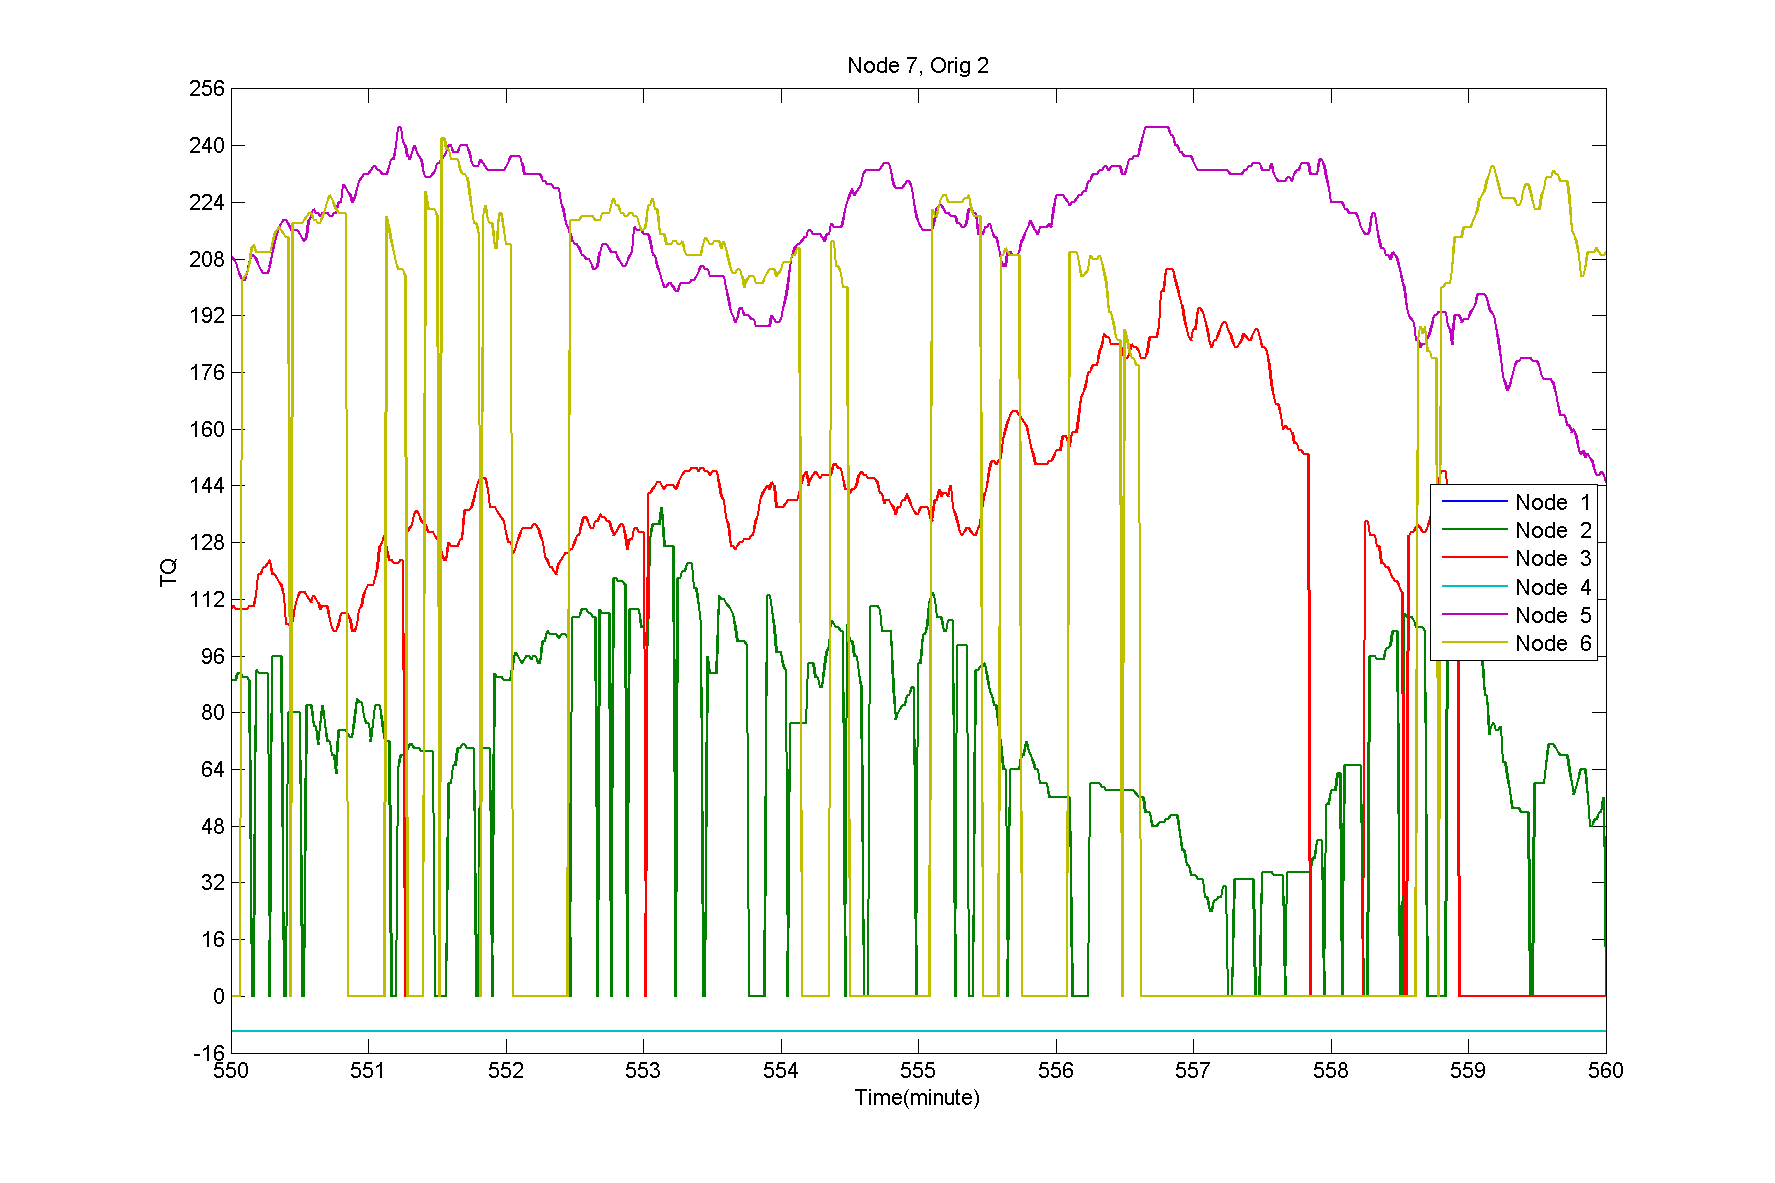 Node 7, Orig 2
256
240
224
208
192
176
160
144
128
112
96
80
64
48
32
16
0
-16
TQ
Node 1
Node 2
Node 3
Node 4
Node 5
Node 6
550 551 552 553 554 555 556 557 558 559 560
Time(minute)